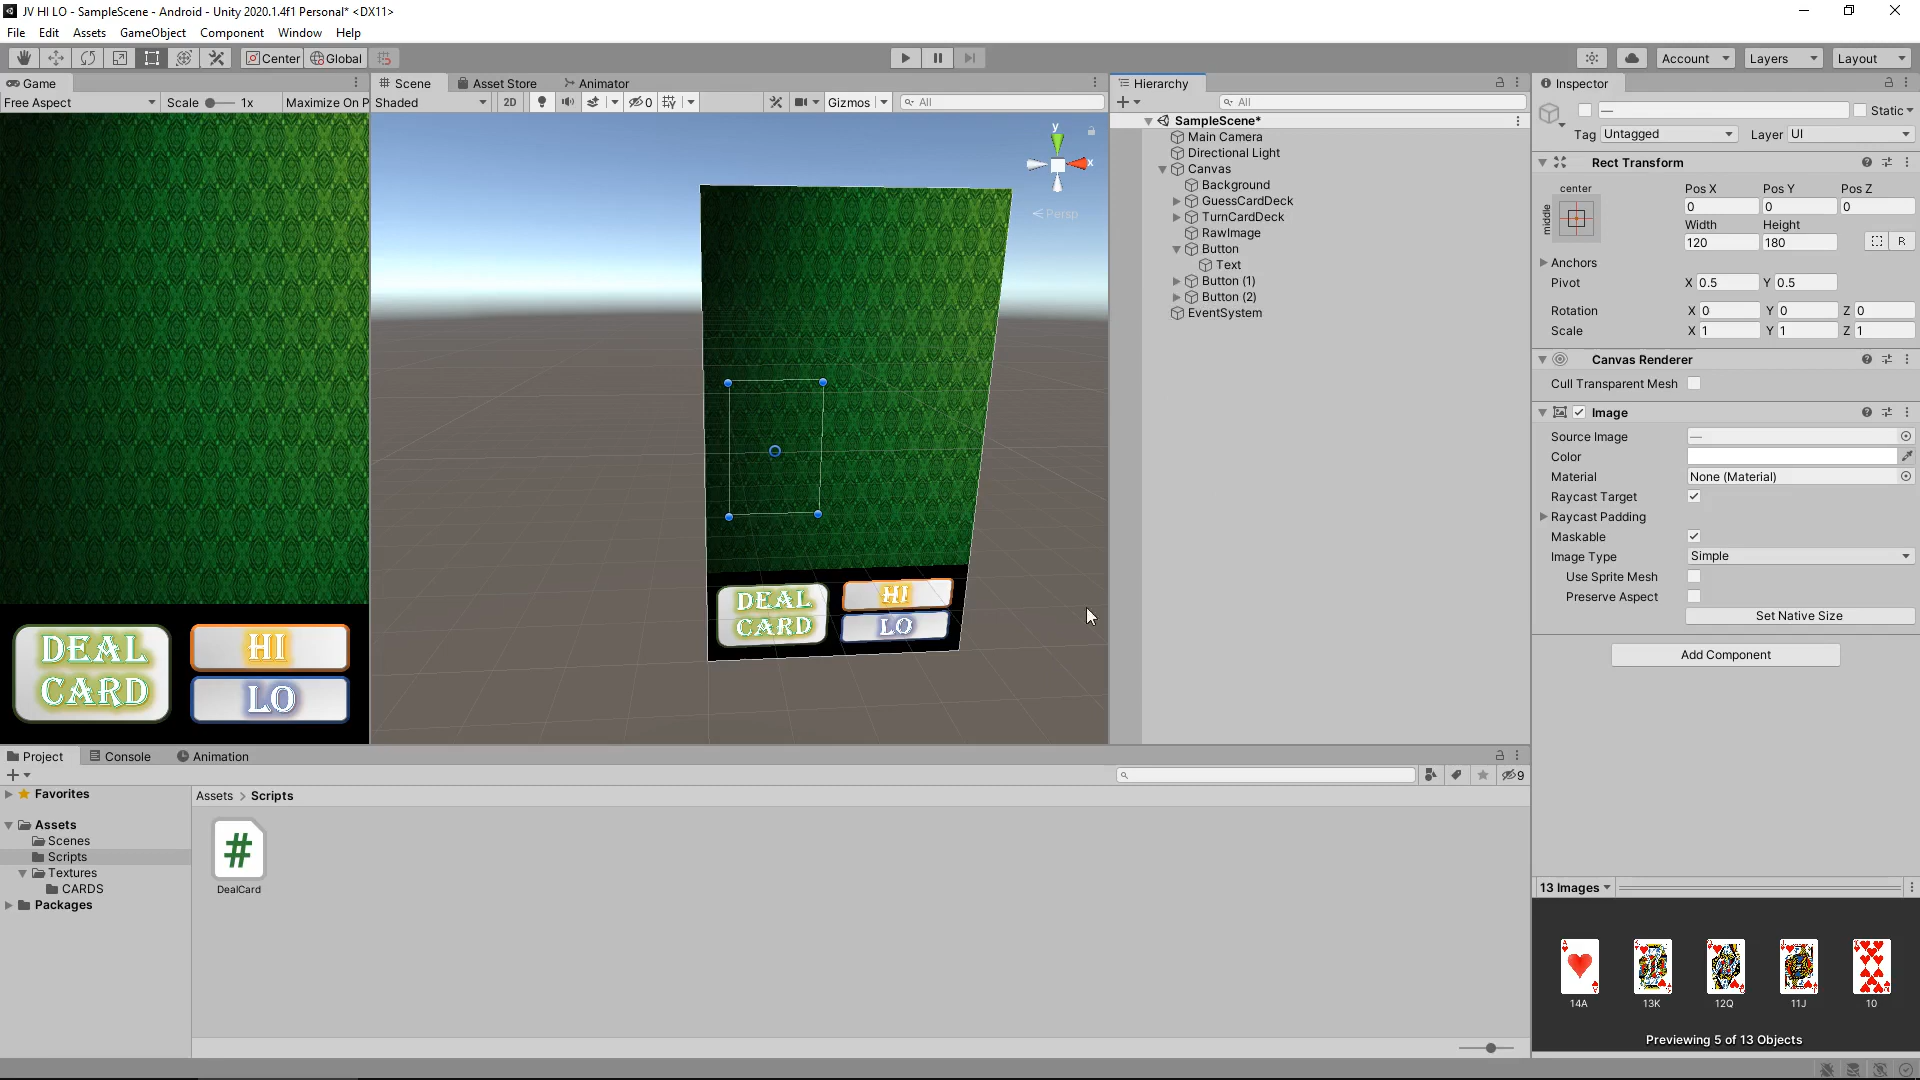 JV HI LO - SampleScene - Android - Unity 2020.1.4f1 Personal* <DX11>
File Edit Assets GameObject Component Window Help
Center Global Account Layers Layout
Game
Free Aspect Scale 1x Maximize On P
Scene Asset Store Animator
Shaded 2D 0 Gizmos All
y
x
Persp
DEAL
CARD
HI
LO
DEAL
CARD
HI
LO
Hierarchy
All
SampleScene*
Main Camera
Directional Light
Canvas
Background
GuessCardDeck
TurnCardDeck
RawImage
Button
Text
Button (1)
Button (2)
EventSystem
Inspector
— Static
Tag Untagged Layer UI
Rect Transform
center
middle
Pos X Pos Y Pos Z
0 0 0
Width Height
120 180 R
Anchors
Pivot X 0.5 Y 0.5
Rotation X 0 Y 0 Z 0
Scale X 1 Y 1 Z 1
Canvas Renderer
Cull Transparent Mesh
Image
Source Image —
Color
Material None (Material)
Raycast Target
Raycast Padding
Maskable
Image Type Simple
Use Sprite Mesh
Preserve Aspect
Set Native Size
Add Component
13 Images
14A 13K 12Q 11J 10
Previewing 5 of 13 Objects
Project Console Animation
9
Favorites
Assets
Scenes
Scripts
Textures
CARDS
Packages
Assets > Scripts
#
DealCard